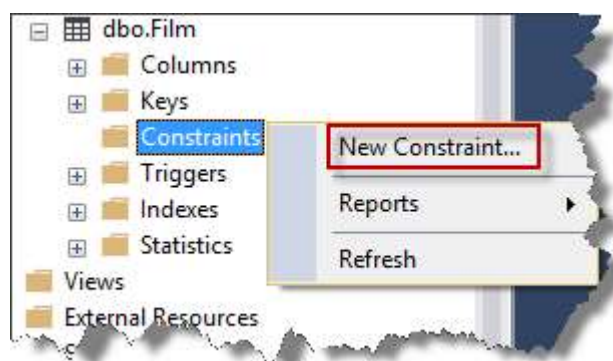 dbo.Film
Columns
Keys
Constraints
New Constraint...
Triggers
Indexes
Reports
Statistics
Refresh
Views
External Resources